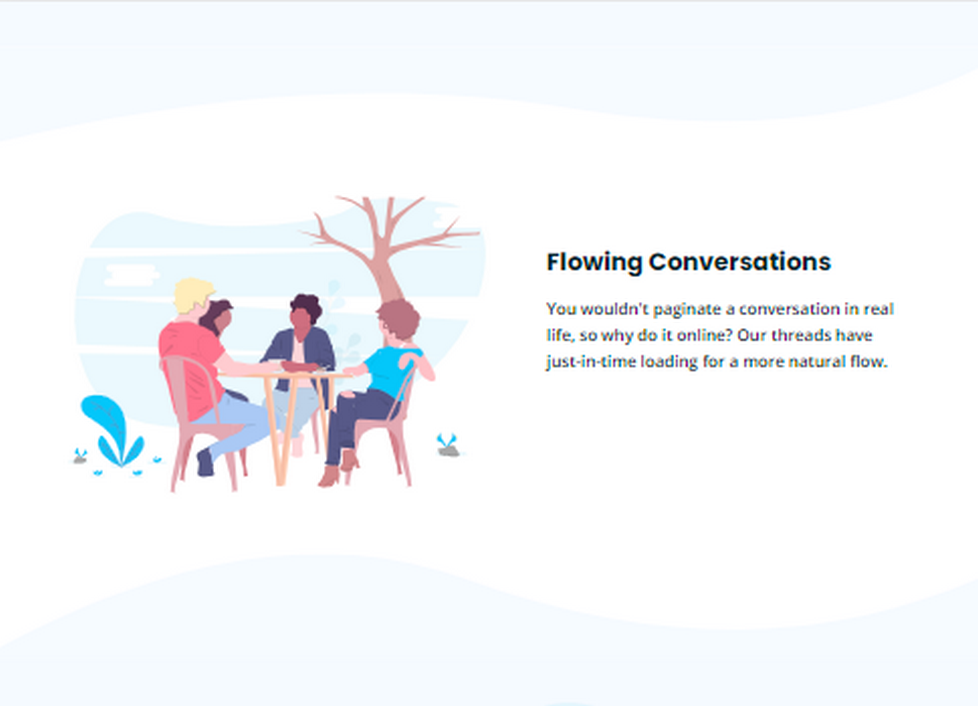 Flowing Conversations
You wouldn't paginate a conversation in real
life, so why do it online? Our threads have
just-in-time loading for a more natural flow.